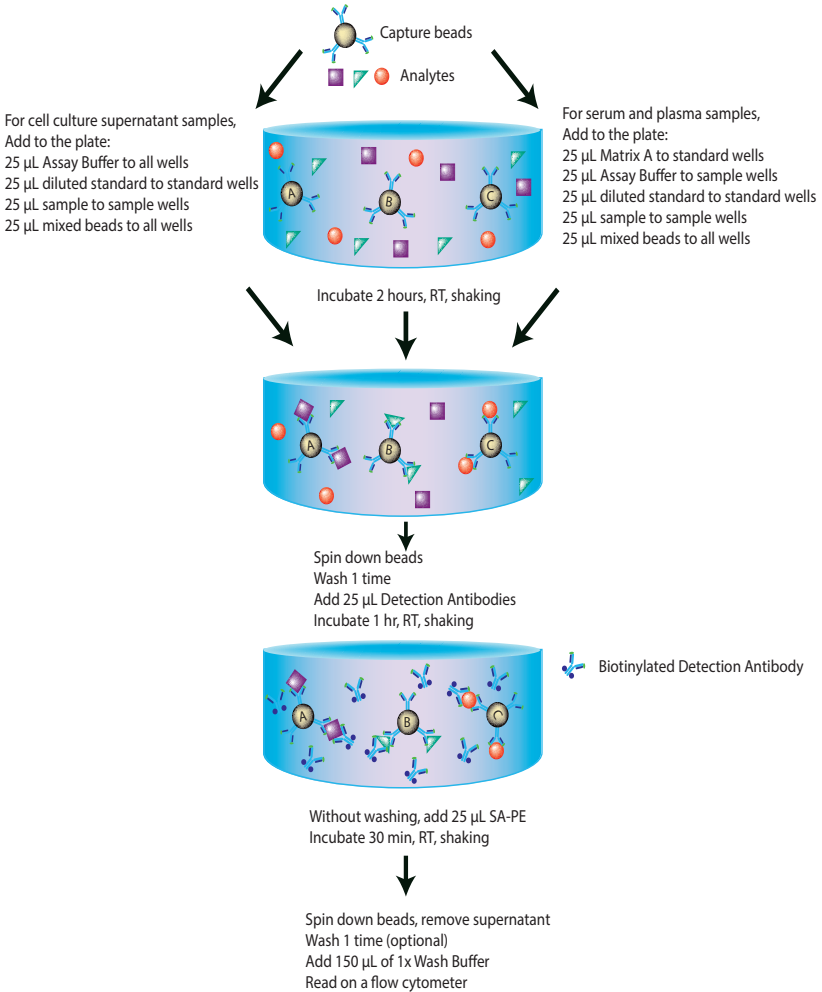 Capture beads
Analytes
For cell culture supernatant samples,
Add to the plate:
25 µL Assay Buffer to all wells
25 µL diluted standard to standard wells
25 µL sample to sample wells
25 µL mixed beads to all wells
For serum and plasma samples,
Add to the plate:
25 µL Matrix A to standard wells
25 µL Assay Buffer to sample wells
25 µL diluted standard to standard wells
25 µL sample to sample wells
25 µL mixed beads to all wells
A
B
C
Incubate 2 hours, RT, shaking
A
B
C
Spin down beads
Wash 1 time
Add 25 µL Detection Antibodies
Incubate 1 hr, RT, shaking
Biotinylated Detection Antibody
A
B
C
Without washing, add 25 µL SA-PE
Incubate 30 min, RT, shaking
Spin down beads, remove supernatant
Wash 1 time (optional)
Add 150 µL of 1x Wash Buffer
Read on a flow cytometer